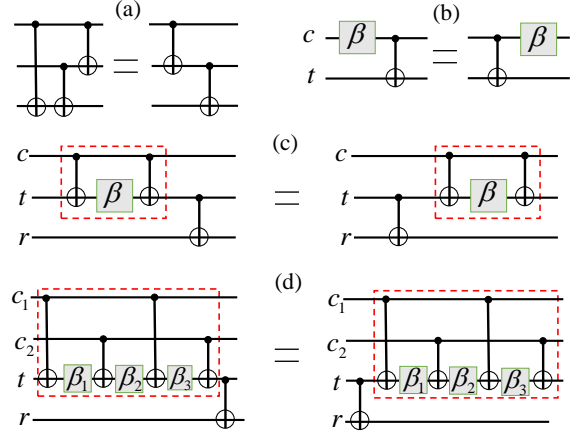 (a)
(b)
c β = β
t
=
(c)
c
t β = β
r
c
t
r
(d)
c₁
c₂
t β₁ β₂ β₃ = β₁ β₂ β₃
r
c₁
c₂
t
r